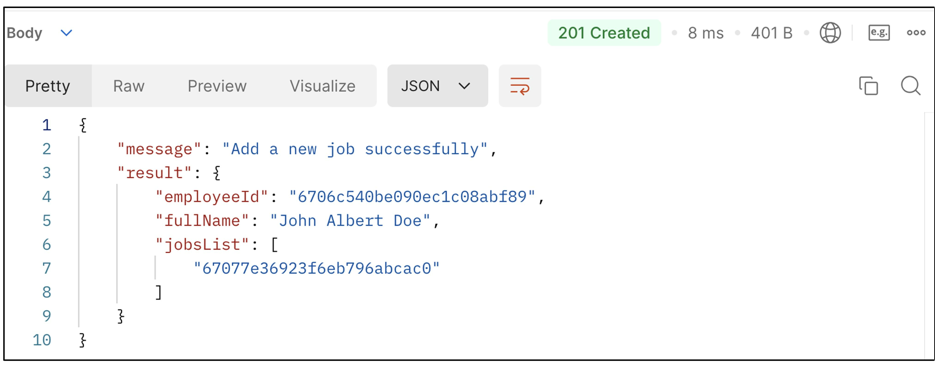 Body 201 Created 8 ms 401 B e.g.
Pretty Raw Preview Visualize JSON
1 {
2 "message": "Add a new job successfully",
3 "result": {
4 "employeeId": "6706c540be090ec1c08abf89",
5 "fullName": "John Albert Doe",
6 "jobsList": [
7 "67077e36923f6eb796abcac0"
8 ]
9 }
10 }